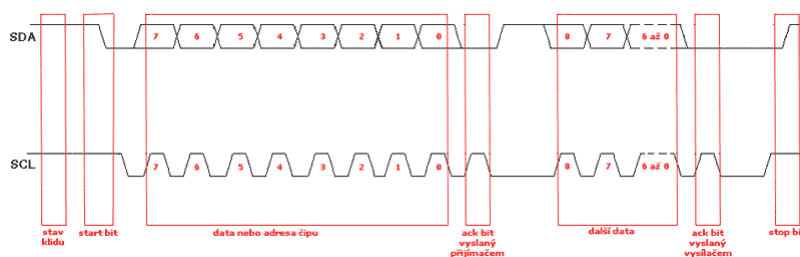 SDA
7 6 5 4 3 2 1 0
8 7 6 až 0
SCL
7 6 5 4 3 2 1 0
8 7 6 až 0
stav
klidu
start bit
data nebo adresa čipu
ack bit
vyslaný
přijímačem
další data
ack bit
vyslaný
vysílačem
stop bi